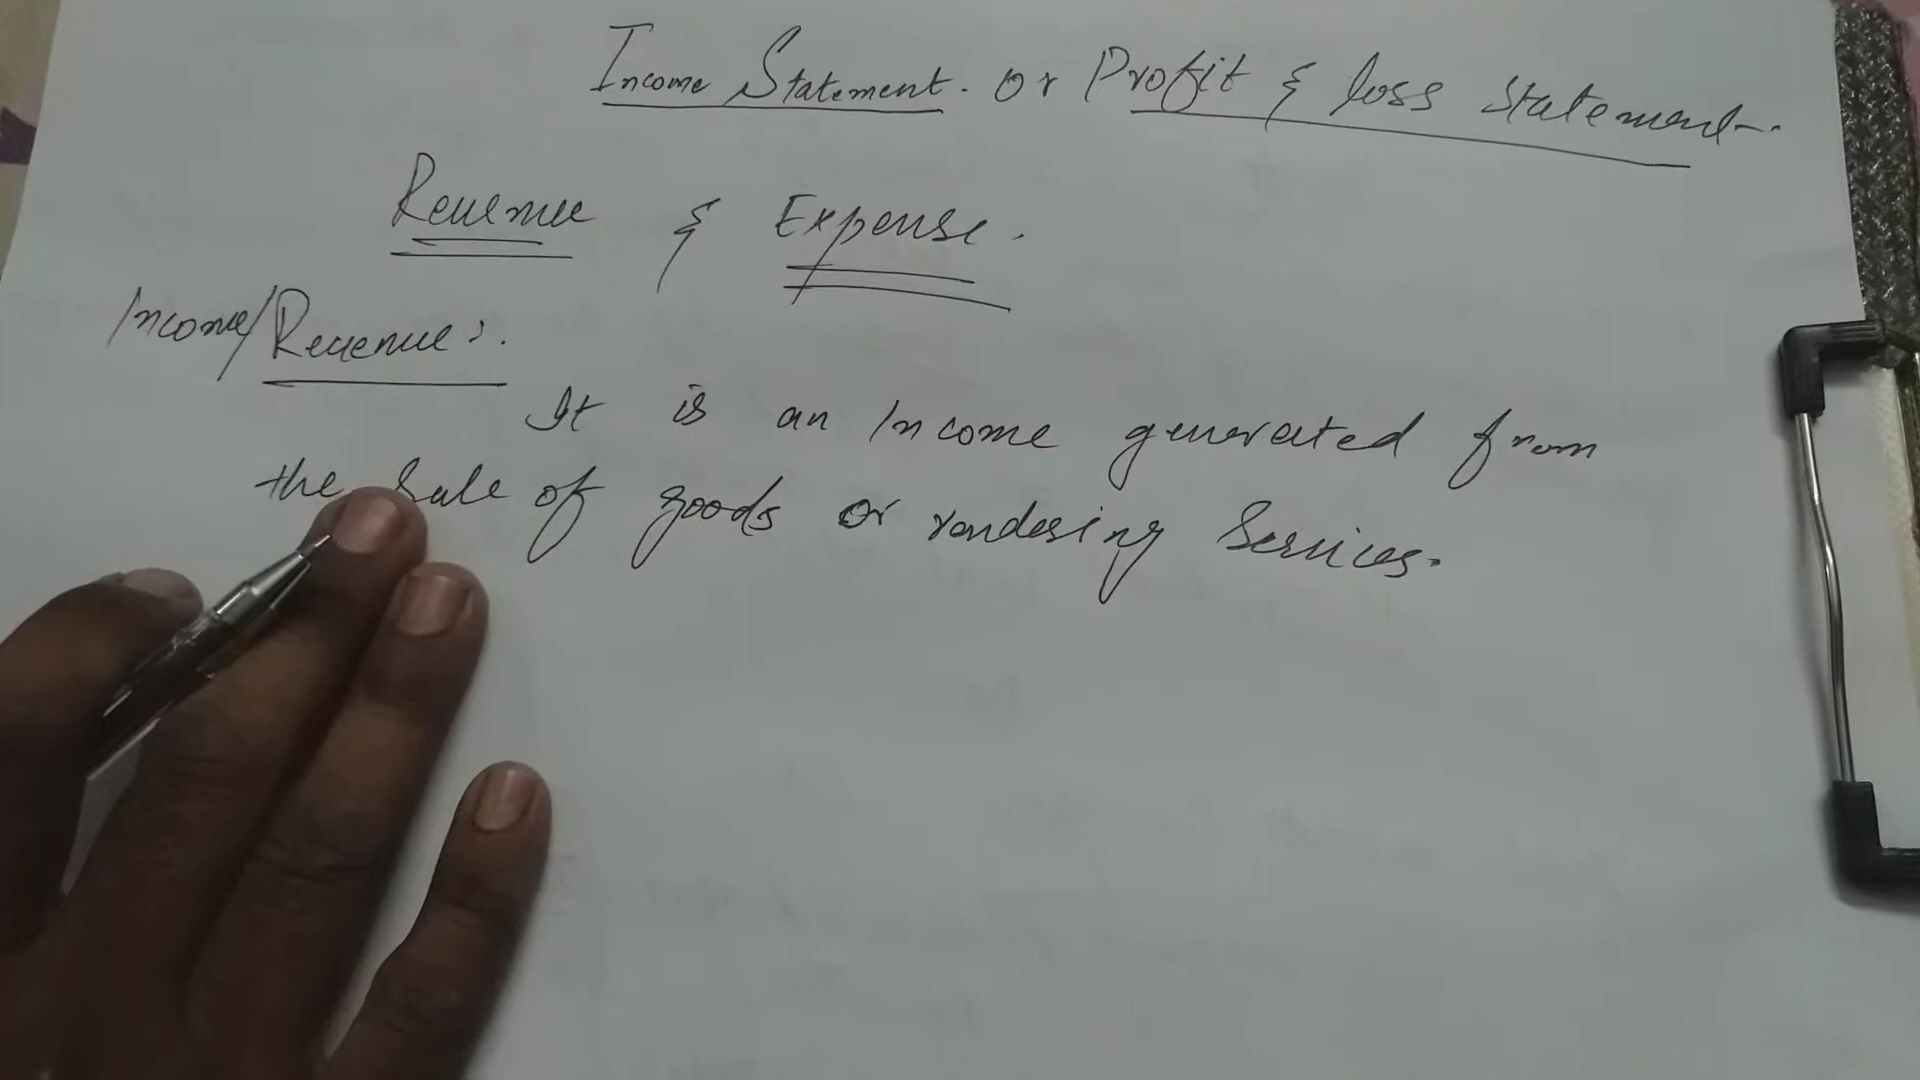 Income Statement. or Profit & loss statement.
Revenue & Expense.
Income/Revenue:.
It is an Income generated from
the Sale of goods or rendering Services.